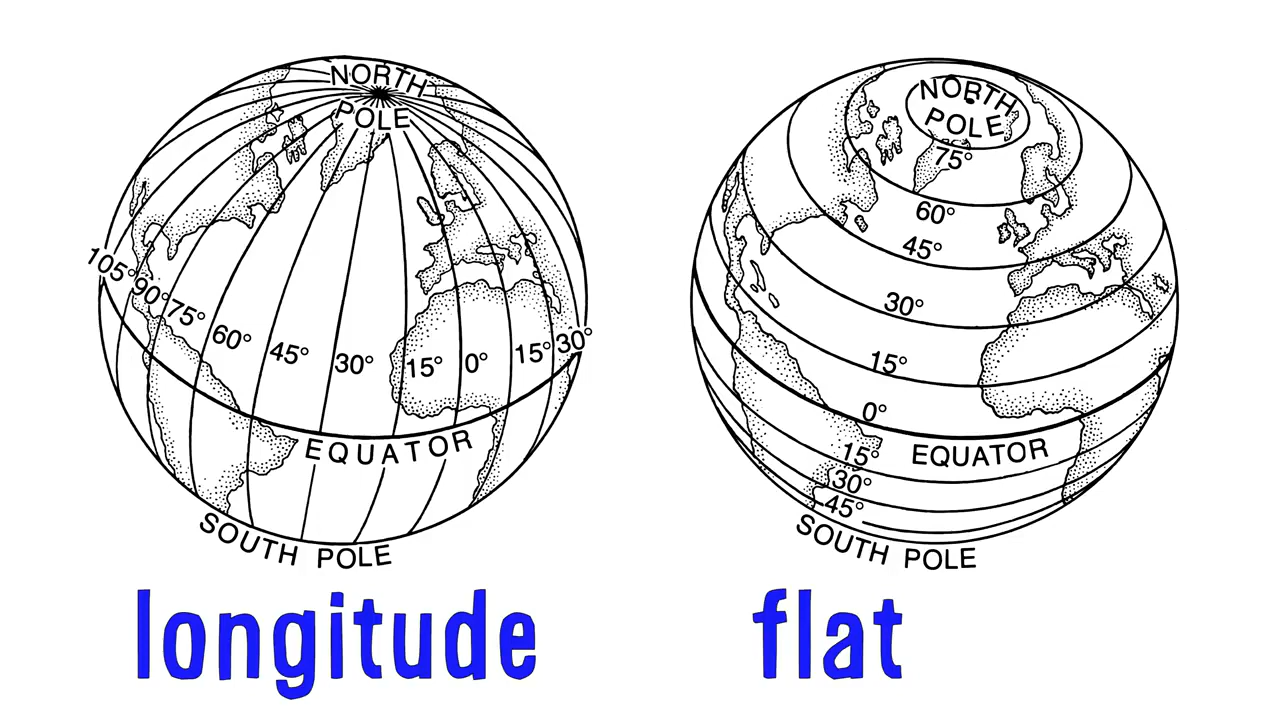 NORTH
POLE
105° 90° 75° 60° 45° 30° 15° 0° 15° 30°
EQUATOR
SOUTH POLE
longitude
NORTH
POLE
75°
60°
45°
30°
15°
0°
EQUATOR
15°
30°
45°
SOUTH POLE
flat